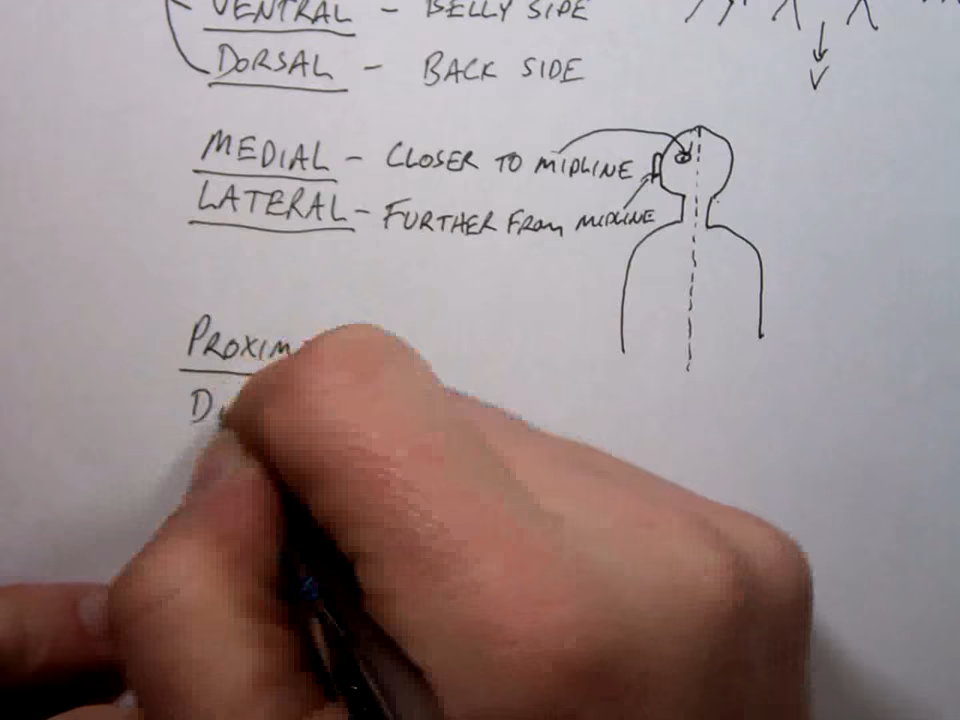 VENTRAL - BELLY SIDE
DORSAL - BACK SIDE
V
MEDIAL - CLOSER TO MIDLINE
LATERAL - FURTHER FROM MIDLINE
PROXIM
D